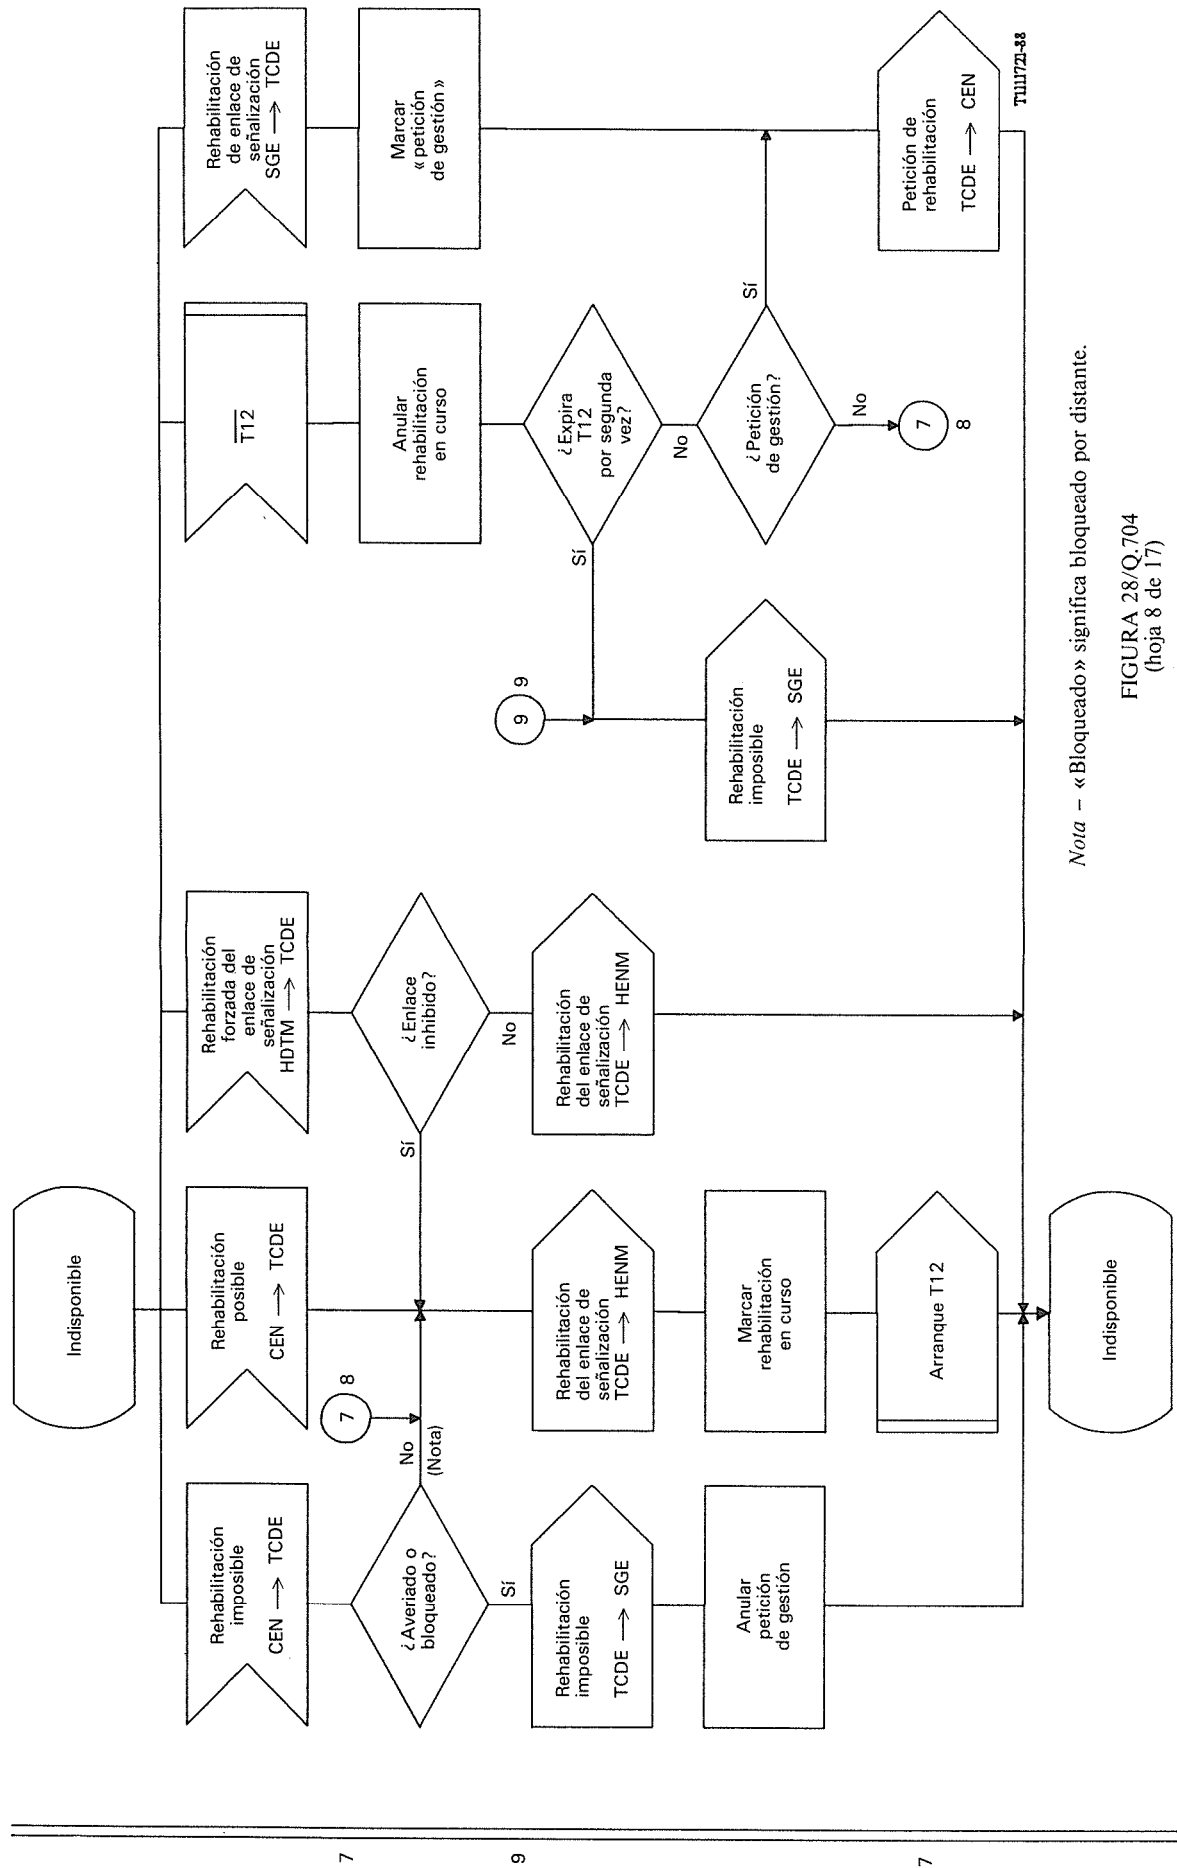 Indisponible
Rehabilitación
imposible
CEN → TCDE
Rehabilitación
posible
CEN → TCDE
Rehabilitación
forzada del
enlace de
señalización
HDTM → TCDE
T12
Rehabilitación
de enlace de
señalización
SGE → TCDE
7
7
8
¿Averiado o
bloqueado?
No
(Nota)
Sí
Sí
¿Enlace
inhibido?
No
Anular
rehabilitación
en curso
Marcar
« petición
de gestión »
9
Rehabilitación
imposible
TCDE → SGE
Rehabilitación
del enlace de
señalización
TCDE → HENM
Rehabilitación
del enlace de
señalización
TCDE → HENM
9
9
Sí
¿Expira
T12
por segunda
vez?
No
Anular
petición
de gestión
Marcar
rehabilitación
en curso
Rehabilitación
imposible
TCDE → SGE
¿Petición
de gestión?
Sí
No
7
Arranque T12
7
8
Petición de
rehabilitación
TCDE → CEN
Indisponible
T1111721-88
Nota – «Bloqueado» significa bloqueado por distante.
FIGURA 28/Q.704
(hoja 8 de 17)